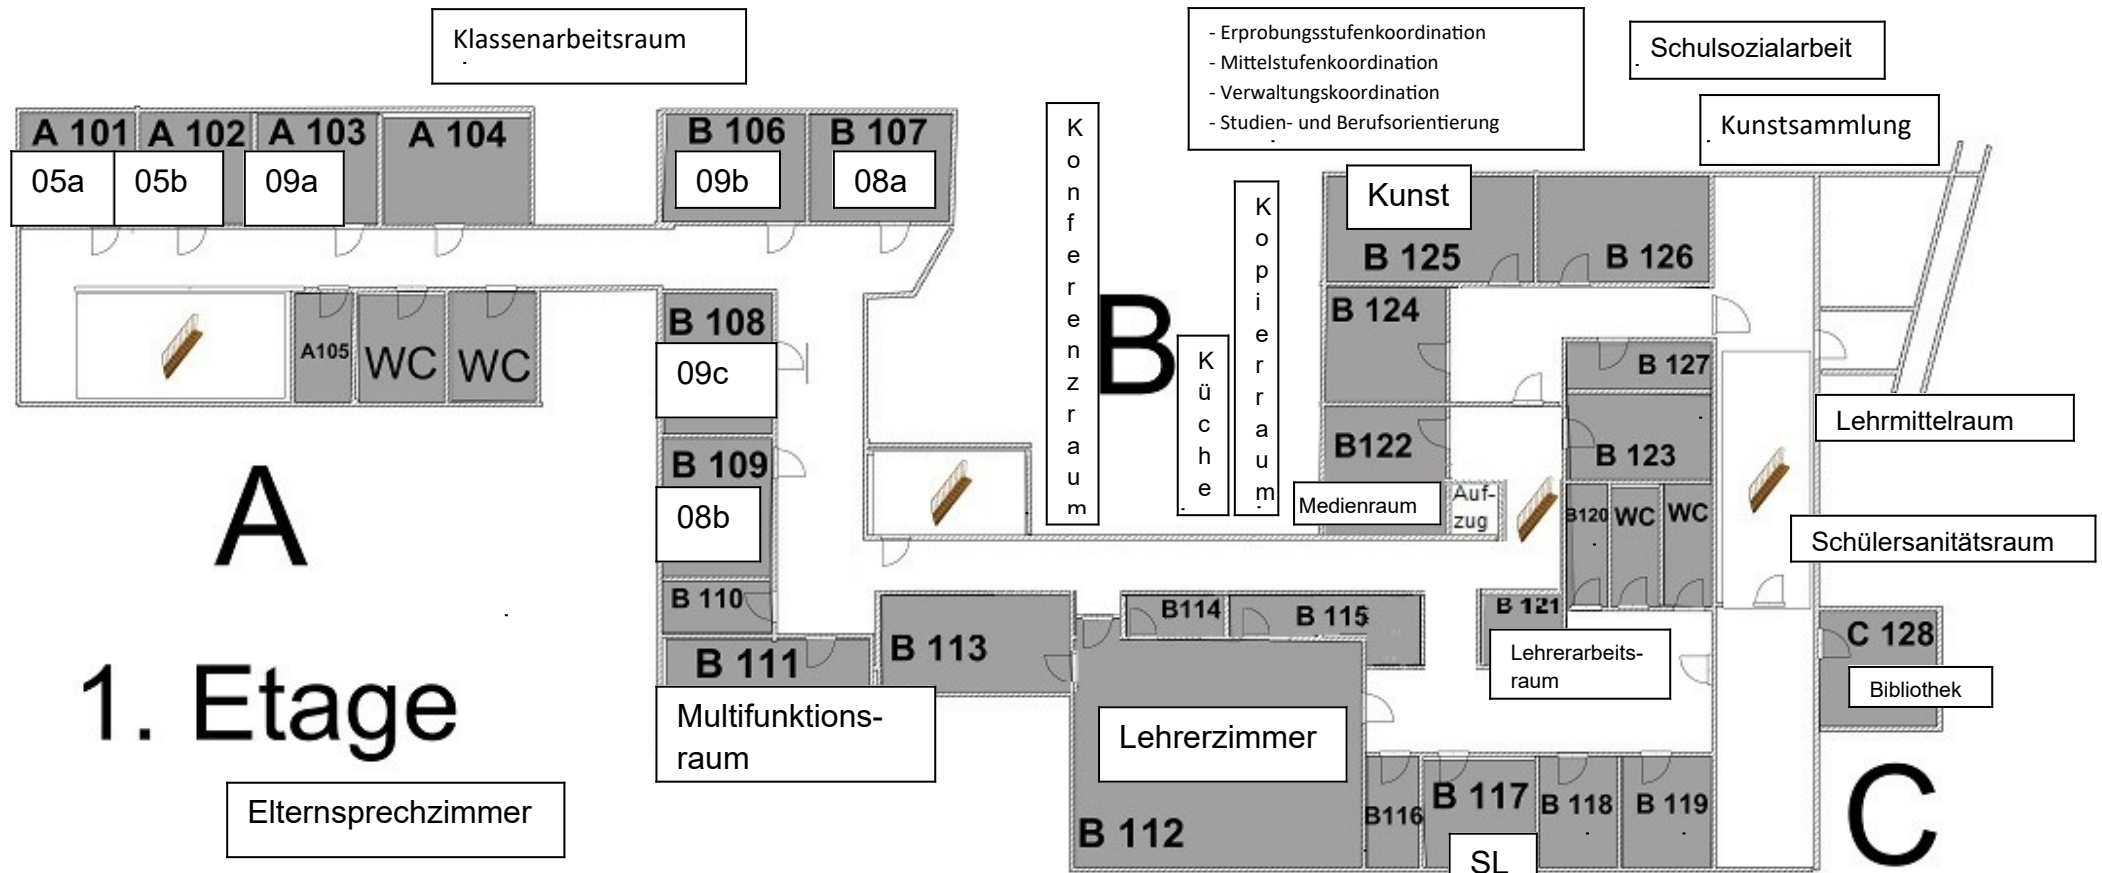 Klassenarbeitsraum
- Erprobungsstufenkoordination
- Mittelstufenkoordination
- Verwaltungskoordination
- Studien- und Berufsorientierung
Schulsozialarbeit
Kunstsammlung
A 101
A 102
A 103
A 104
B 106
B 107
05a
05b
09a
09b
08a
Konferenzraum
Kopierraum
Küche
B
Kunst
B 125
B 126
B 124
B 127
B 108
09c
A105
WC
WC
Lehrmittelraum
B122
B 123
B 109
08b
Medienraum
Auf-
zug
B120
WC
WC
Schülersanitätsraum
A
B 110
B 113
B114
B 115
B 121
Lehrerarbeits-
raum
C 128
Bibliothek
B 111
Multifunktions-
raum
1. Etage
Lehrerzimmer
B 112
B116
B 117
B 118
B 119
SL
C
Elternsprechzimmer